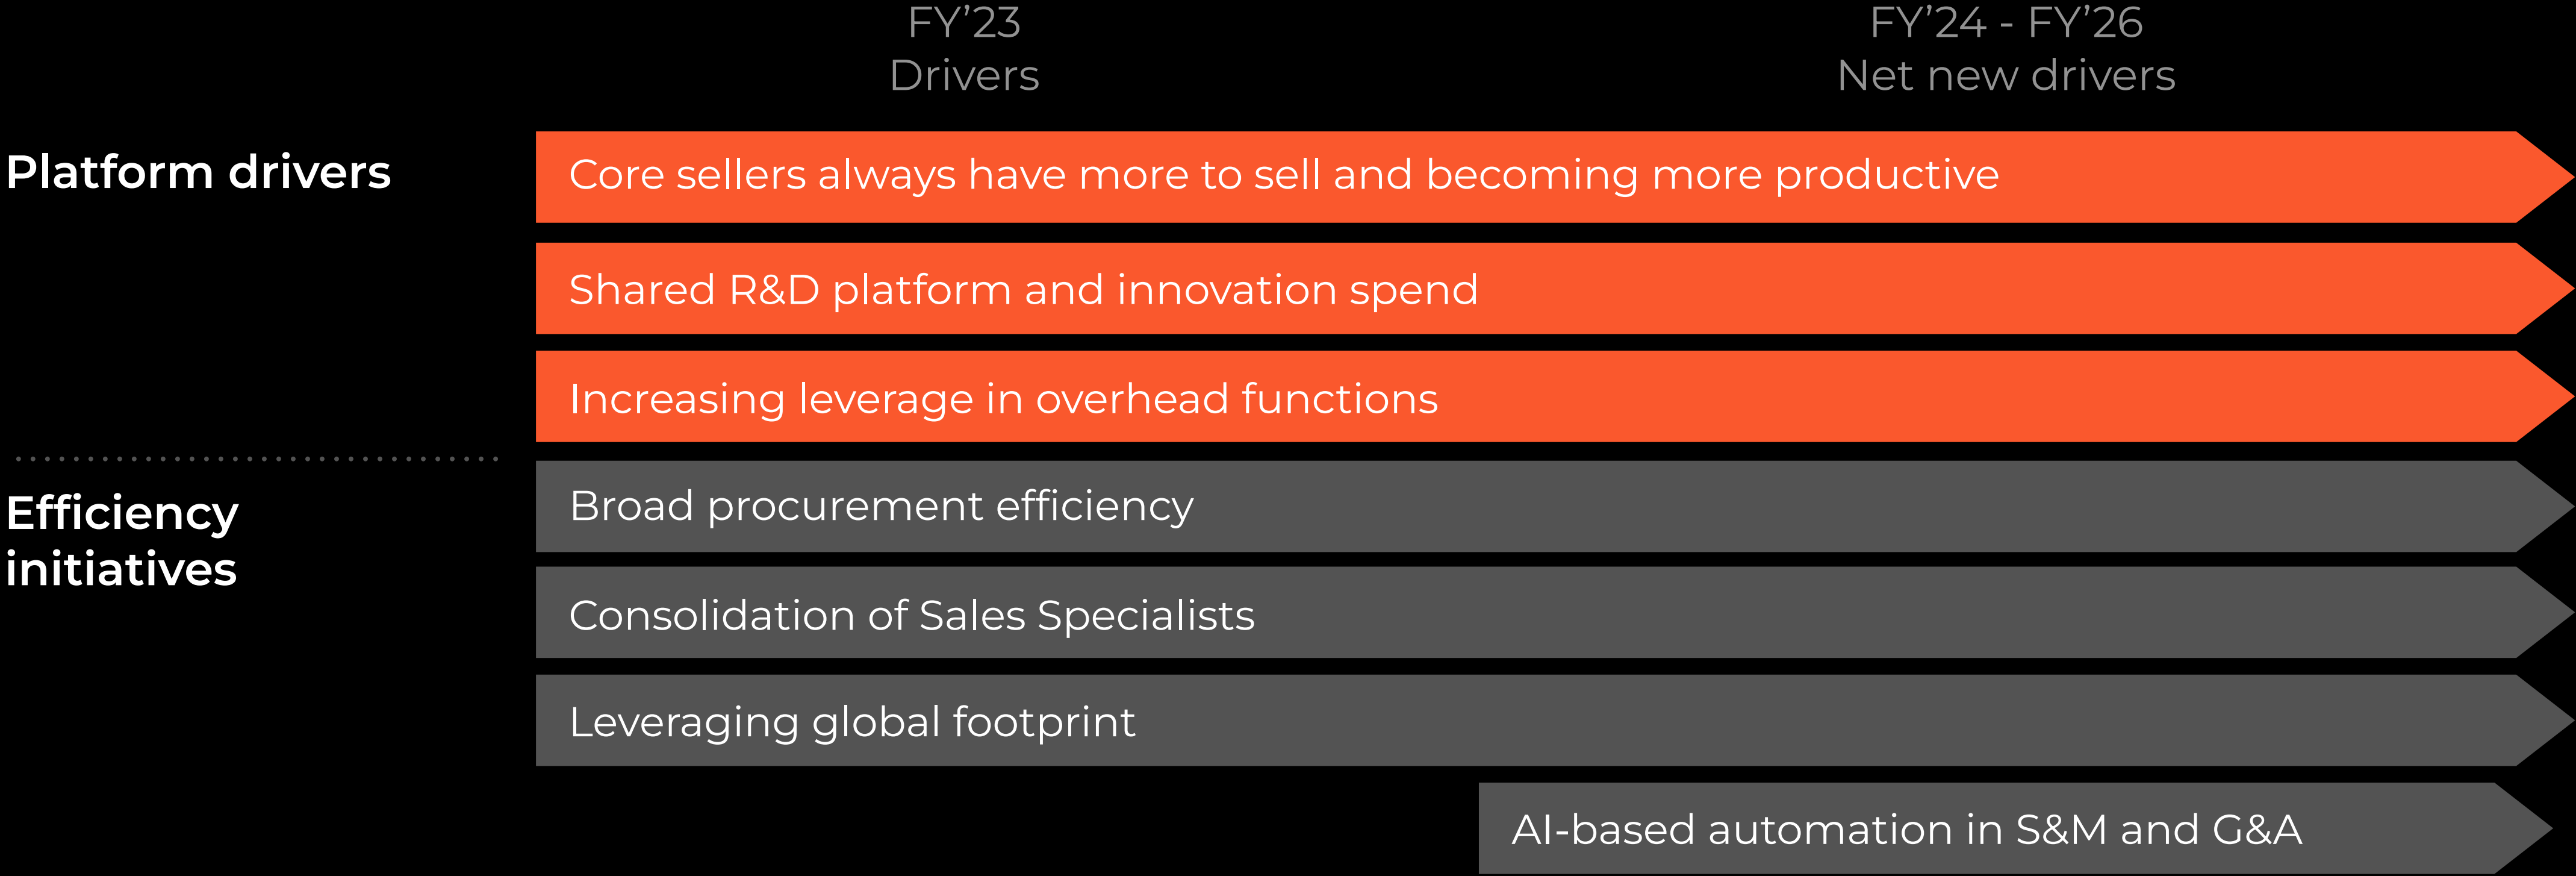 FY’23
Drivers
FY’24 - FY’26
Net new drivers
Platform drivers
Core sellers always have more to sell and becoming more productive
Shared R&D platform and innovation spend
Increasing leverage in overhead functions
Efficiency
initiatives
Broad procurement efficiency
Consolidation of Sales Specialists
Leveraging global footprint
AI-based automation in S&M and G&A